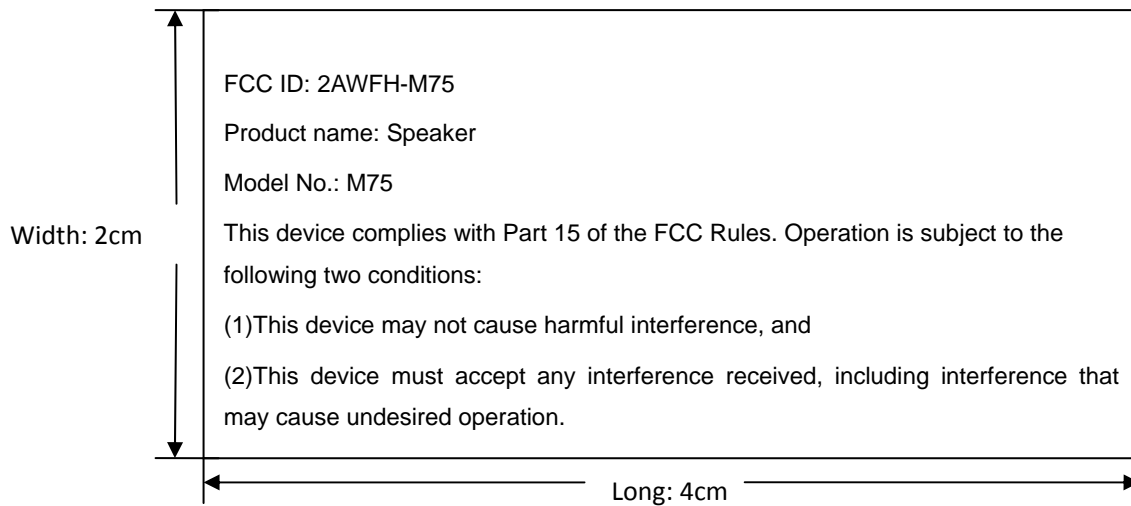 FCC ID: 2AWFH-M75
Product name: Speaker
Model No.: M75
Width: 2cm
This device complies with Part 15 of the FCC Rules. Operation is subject to the
following two conditions:
(1)This device may not cause harmful interference, and
(2)This device must accept any interference received, including interference that
may cause undesired operation.
Long: 4cm